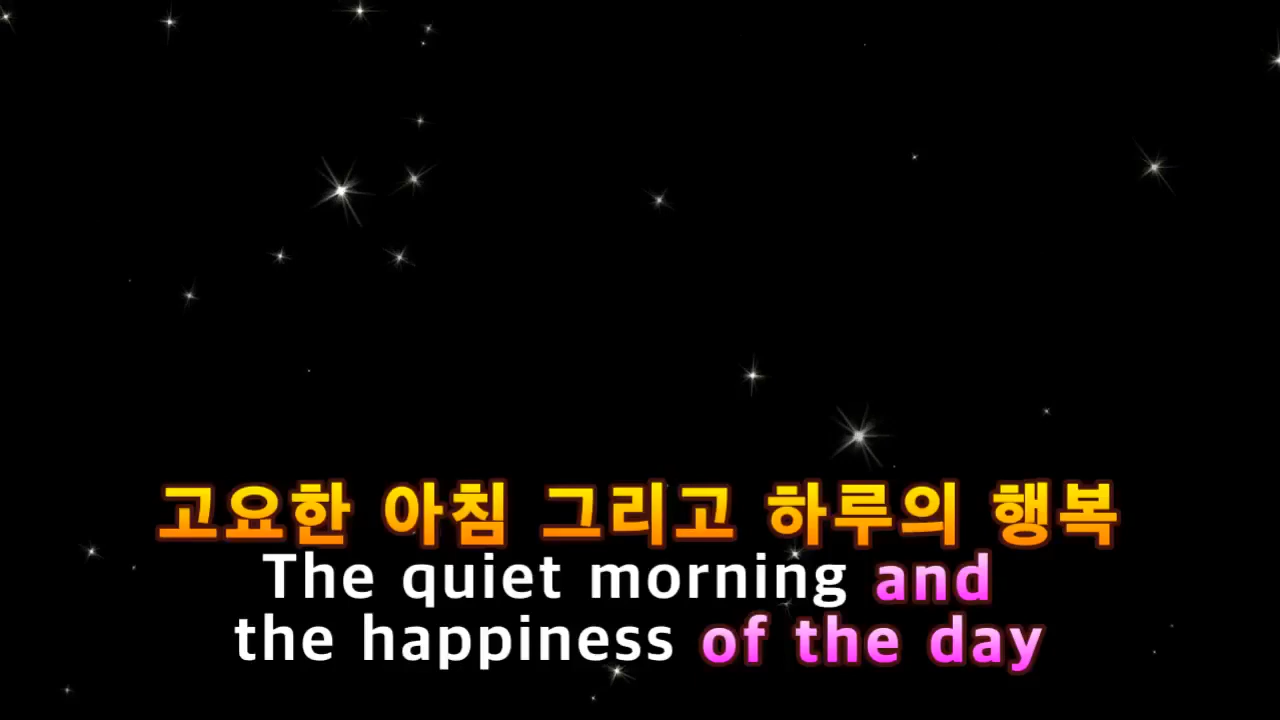 고요한 아침 그리고 하루의 행복
The quiet morning and
the happiness of the day